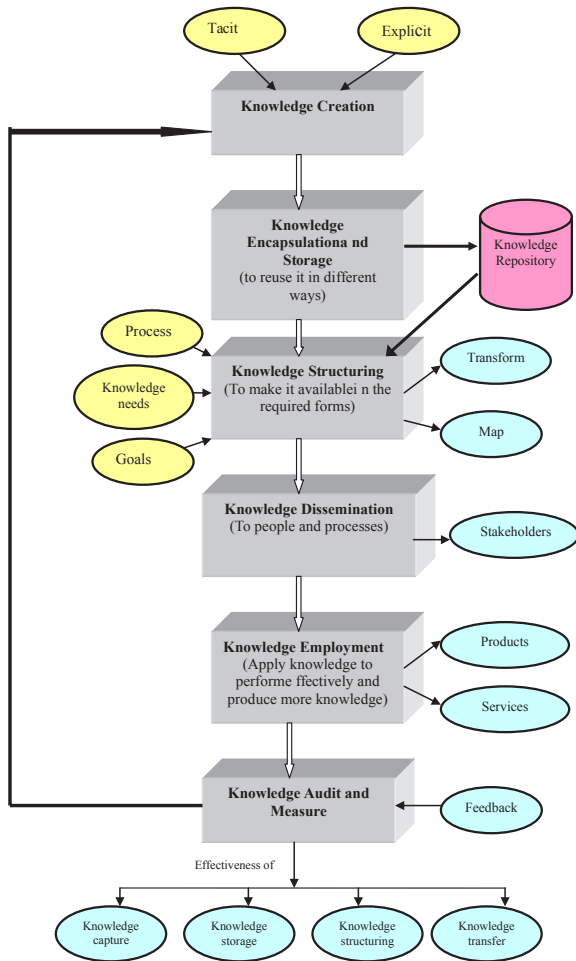 Tacit
Explicit
Knowledge Creation
Knowledge
Encapsulationa nd
Storage
(to reuse it in different
ways)
Knowledge
Repository
Process
Knowledge
needs
Goals
Knowledge Structuring
(To make it availablei n the
required forms)
Transform
Map
Knowledge Dissemination
(To people and processes)
Stakeholders
Knowledge Employment
(Apply knowledge to
performe ffectively and
produce more knowledge)
Products
Services
Knowledge Audit and
Measure
Feedback
Effectiveness of
Knowledge
capture
Knowledge
storage
Knowledge
structuring
Knowledge
transfer